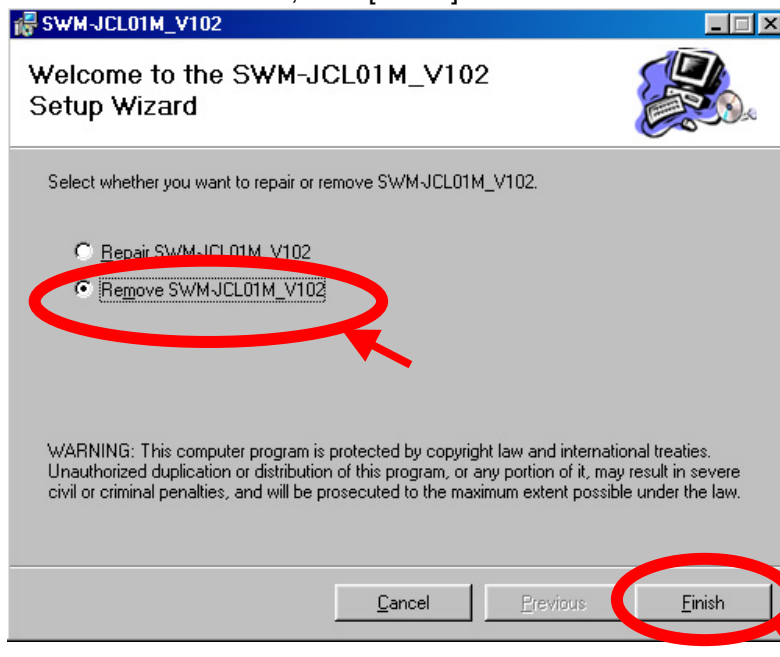 SWM-JCL01M_V102
Welcome to the SWM-JCL01M_V102
Setup Wizard
Select whether you want to repair or remove SWM-JCL01M_V102.
Repair SWM-JCL01M_V102
Remove SWM-JCL01M_V102
WARNING: This computer program is protected by copyright law and international treaties.
Unauthorized duplication or distribution of this program, or any portion of it, may result in severe
civil or criminal penalties, and will be prosecuted to the maximum extent possible under the law.
Cancel Previous Finish